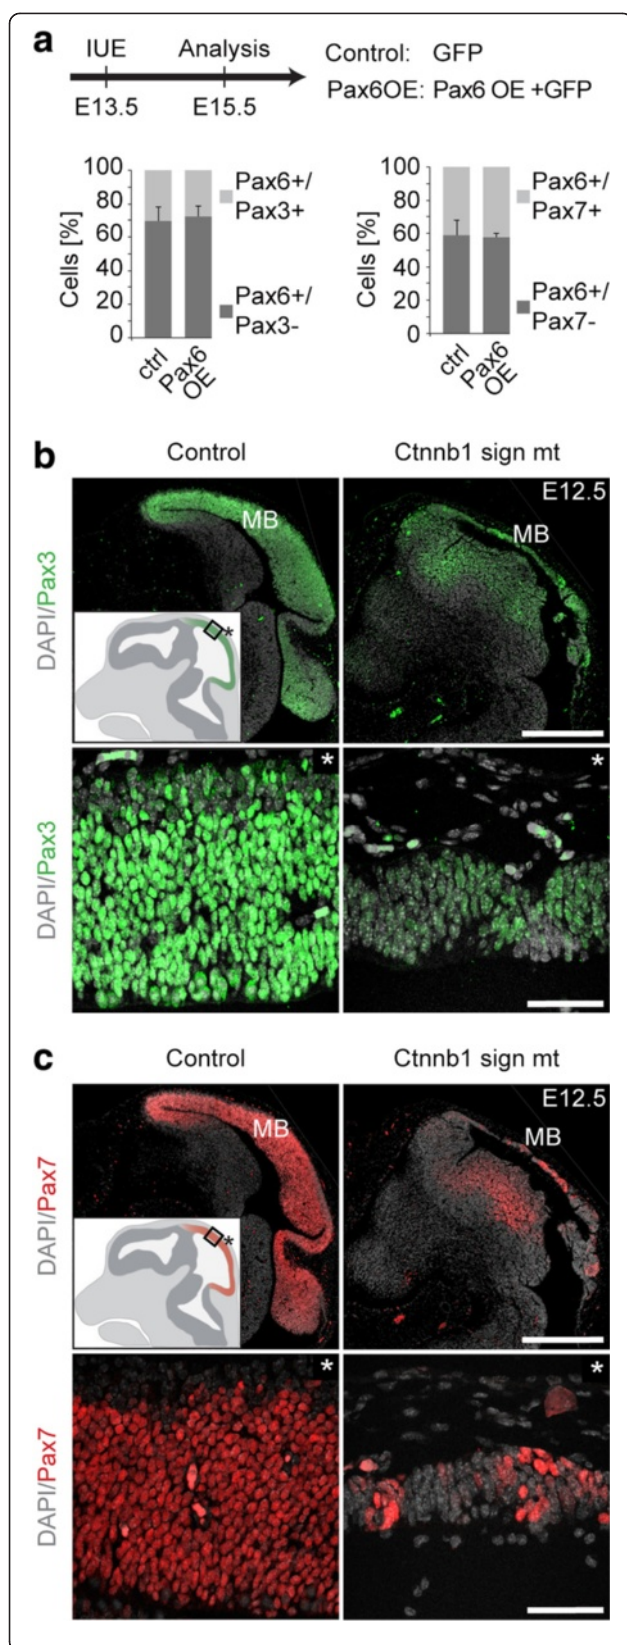 a
IUE Analysis
E13.5 E15.5
Control: GFP
Pax6OE: Pax6 OE +GFP
100
80
60
40
20
0
Cells [%]
ctrl
Pax6
OE
Pax6+/
Pax3+
Pax6+/
Pax3-
100
80
60
40
20
0
Cells [%]
ctrl
Pax6
OE
Pax6+/
Pax7+
Pax6+/
Pax7-
b
Control Ctnnb1 sign mt
DAPI/Pax3
MB
*
E12.5
MB
DAPI/Pax3
*
*
c
Control Ctnnb1 sign mt
DAPI/Pax7
MB
*
E12.5
MB
DAPI/Pax7
*
*